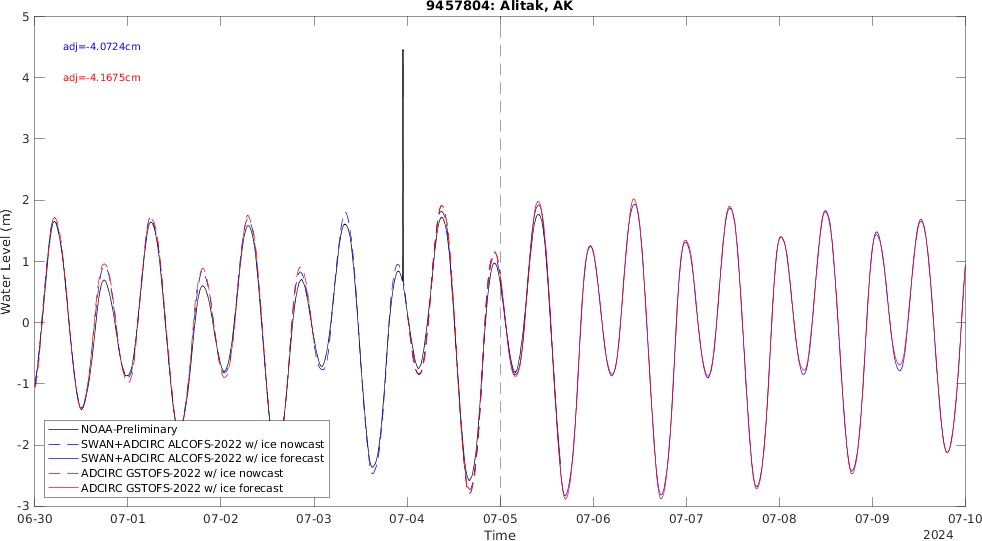 9457804: Alitak, AK
adj=-4.0724cm
adj=-4.1675cm
5
4
3
2
1
0
-1
-2
-3
Water Level (m)
NOAA-Preliminary
SWAN+ADCIRC ALCOFS-2022 w/ ice nowcast
SWAN+ADCIRC ALCOFS-2022 w/ ice forecast
ADCIRC GSTOFS-2022 w/ ice nowcast
ADCIRC GSTOFS-2022 w/ ice forecast
06-30 07-01 07-02 07-03 07-04 07-05 07-06 07-07 07-08 07-09 07-10
Time
2024